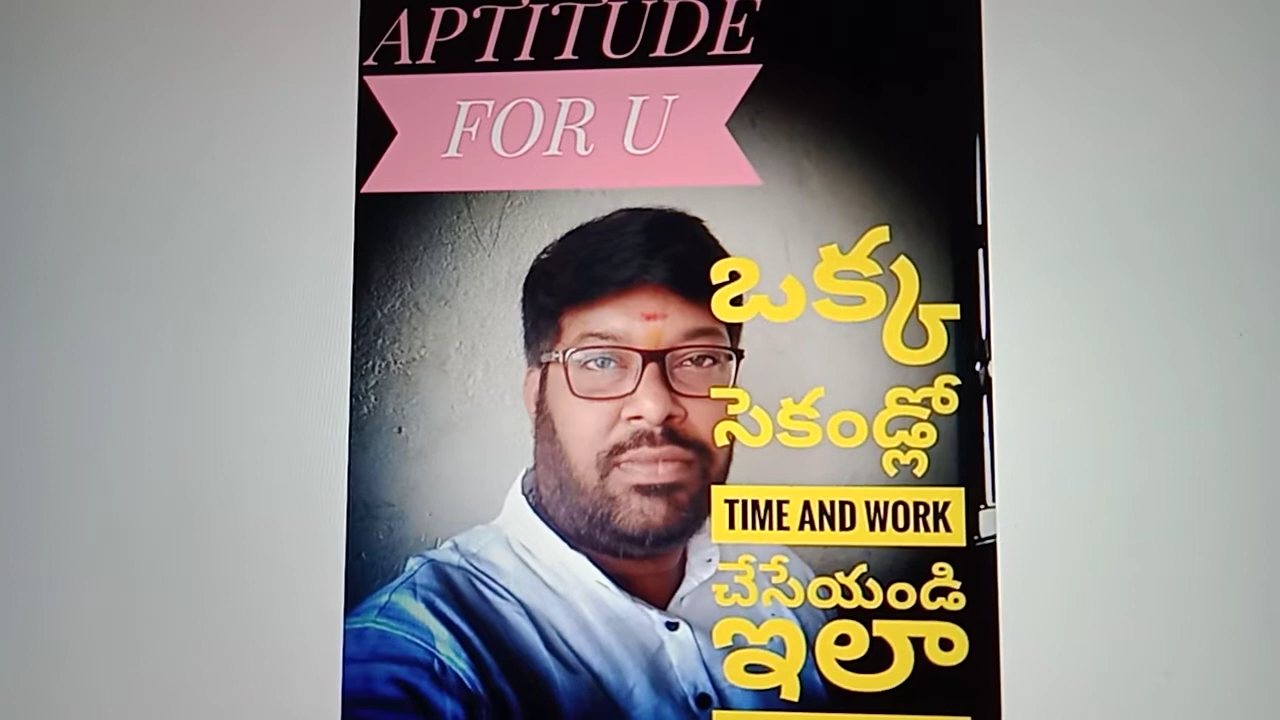 APTITUDE
FOR U
ఒక్క
సెకండ్లో
TIME AND WORK
చేసేయండి
ఇలా